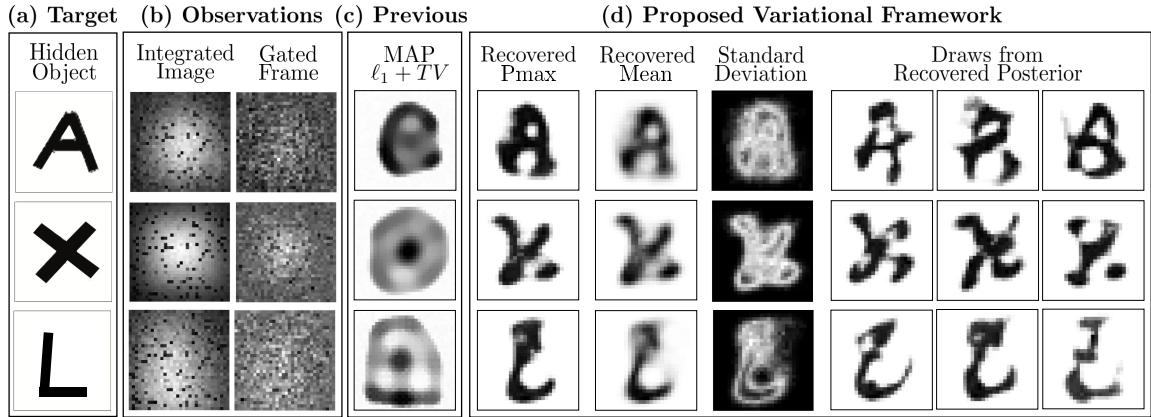 (a) Target (b) Observations (c) Previous (d) Proposed Variational Framework
Hidden Object
Integrated Image
Gated Frame
MAP
ℓ₁ + TV
Recovered Pmax
Recovered Mean
Standard Deviation
Draws from
Recovered Posterior
A
X
L